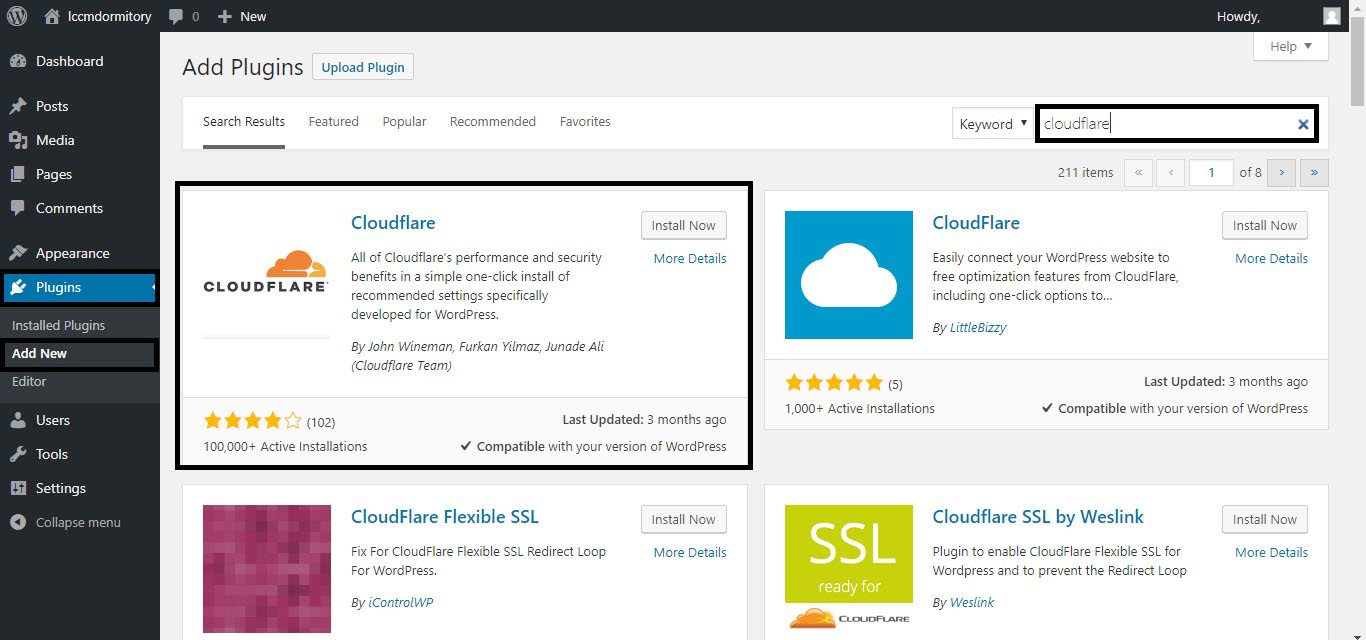 lccmdormitory
0
New
Howdy,
Dashboard
Posts
Media
Pages
Comments
Appearance
Plugins
Installed Plugins
Add New
Editor
Users
Tools
Settings
Collapse menu
Help
Add Plugins
Upload Plugin
Search Results Featured Popular Recommended Favorites
Keyword
cloudflare
211 items « ‹ 1 of 8 › »
CLOUDFLARE
Cloudflare
Install Now
More Details
All of Cloudflare's performance and security
benefits in a simple one-click install of
recommended settings specifically
developed for WordPress.
By John Wineman, Furkan Yilmaz, Junade Ali
(Cloudflare Team)
(102)
Last Updated: 3 months ago
100,000+ Active Installations
Compatible with your version of WordPress
CloudFlare
Install Now
More Details
Easily connect your WordPress website to
free optimization features from CloudFlare,
including one-click options to…
By LittleBizzy
(5)
Last Updated: 3 months ago
1,000+ Active Installations
Compatible with your version of WordPress
CloudFlare Flexible SSL
Install Now
More Details
Fix For CloudFlare Flexible SSL Redirect Loop
For WordPress.
By iControlWP
SSL
ready for
CLOUDFLARE
Cloudflare SSL by Weslink
Install Now
More Details
Plugin to enable CloudFlare Flexible SSL for
Wordpress and to prevent the Redirect Loop
By Weslink